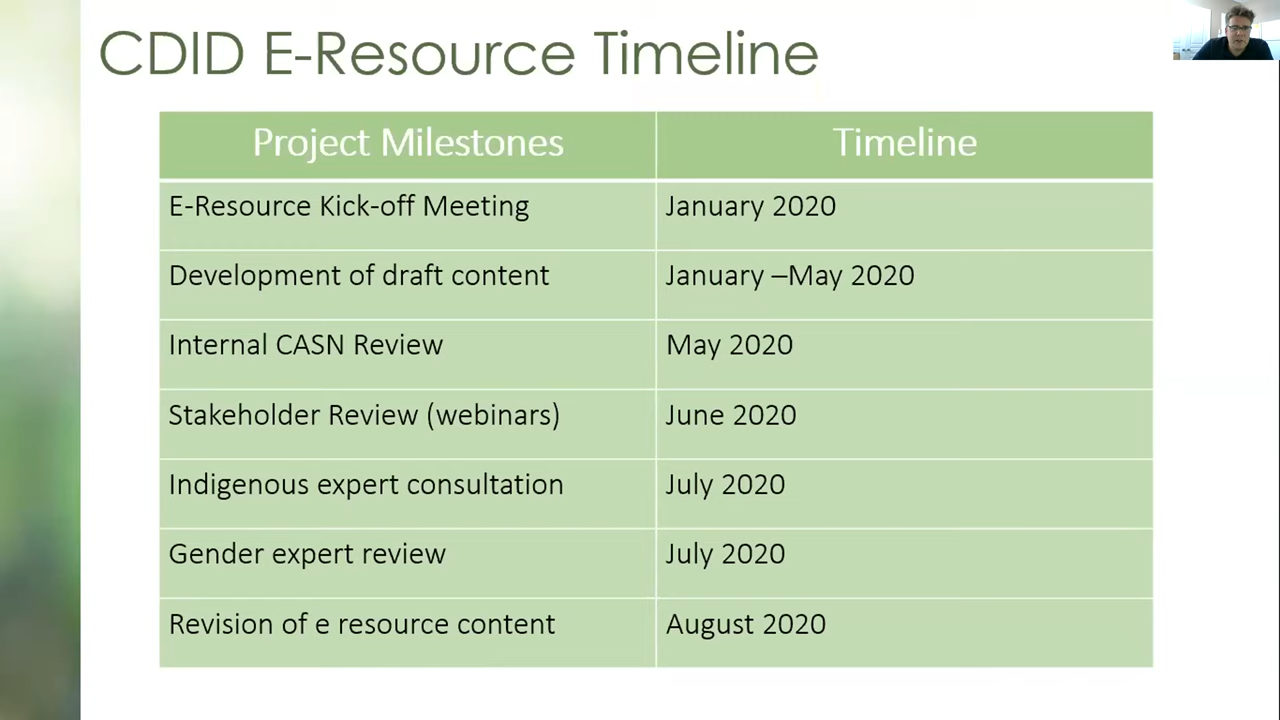 CDID E-Resource Timeline
Project Milestones Timeline
E-Resource Kick-off Meeting January 2020
Development of draft content January –May 2020
Internal CASN Review May 2020
Stakeholder Review (webinars) June 2020
Indigenous expert consultation July 2020
Gender expert review July 2020
Revision of e resource content August 2020